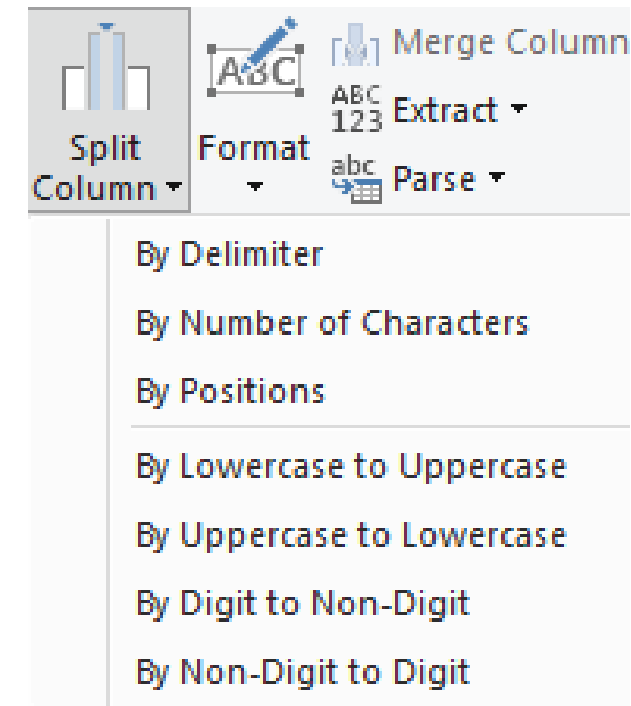 Split
Column
ABC
Format
Merge Column
ABC
123
Extract
abc
Parse
By Delimiter
By Number of Characters
By Positions
By Lowercase to Uppercase
By Uppercase to Lowercase
By Digit to Non-Digit
By Non-Digit to Digit